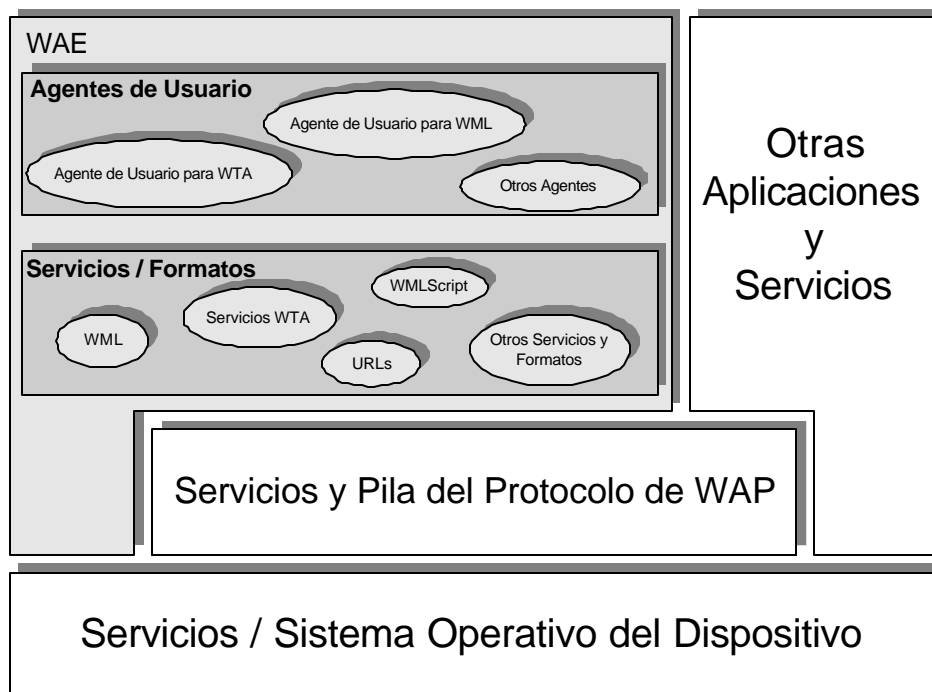 WAE
Agentes de Usuario
Agente de Usuario para WML
Agente de Usuario para WTA
Otros Agentes
Servicios / Formatos
WMLScript
Servicios WTA
WML
URLs
Otros Servicios y
Formatos
Otras
Aplicaciones
y
Servicios
Servicios y Pila del Protocolo de WAP
Servicios / Sistema Operativo del Dispositivo